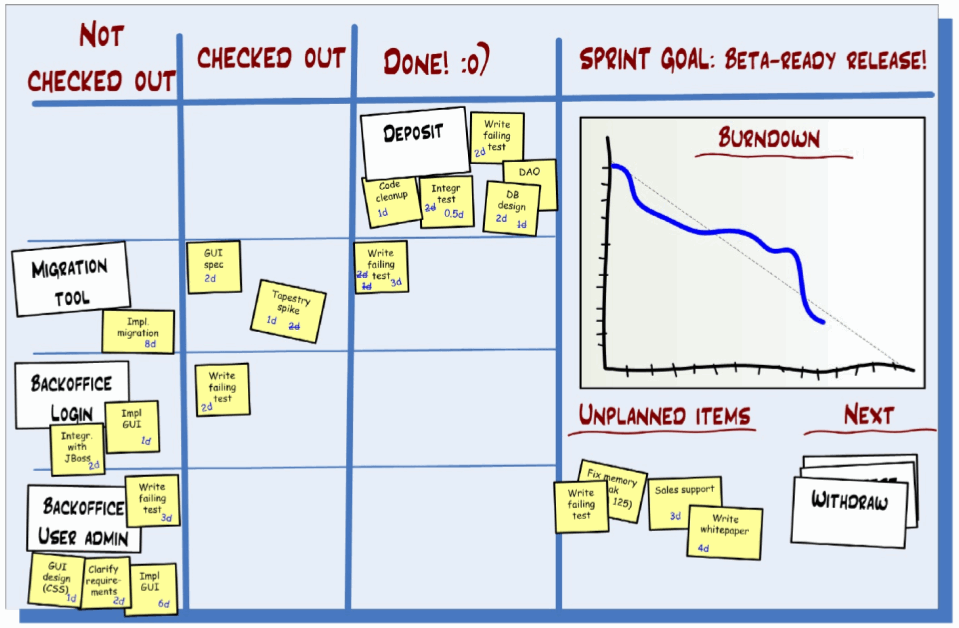 NOT
CHECKED OUT
CHECKED OUT
DONE! :o)
SPRINT GOAL: BETA-READY RELEASE!
DEPOSIT
Write
failing
test
2d
DAO
Code
cleanup
1d
Integr
test
2d 0.5d
DB
design
2d 1d
BURNDOWN
MIGRATION
TOOL
Impl.
migration
8d
GUI
spec
2d
Tapestry
spike
1d 2d
Write
failing
test
2d
1d 3d
BACKOFFICE
LOGIN
Impl
GUI
1d
Integr.
with
JBoss
2d
Write
failing
test
2d
BACKOFFICE
USER ADMIN
Write
failing
test
3d
GUI
design
(CSS)
1d
Clarify
require-
ments
2d
Impl
GUI
6d
UNPLANNED ITEMS
Fix memory
125)
Write
failing
test
Sales support
3d
Write
whitepaper
4d
NEXT
WITHDRAW